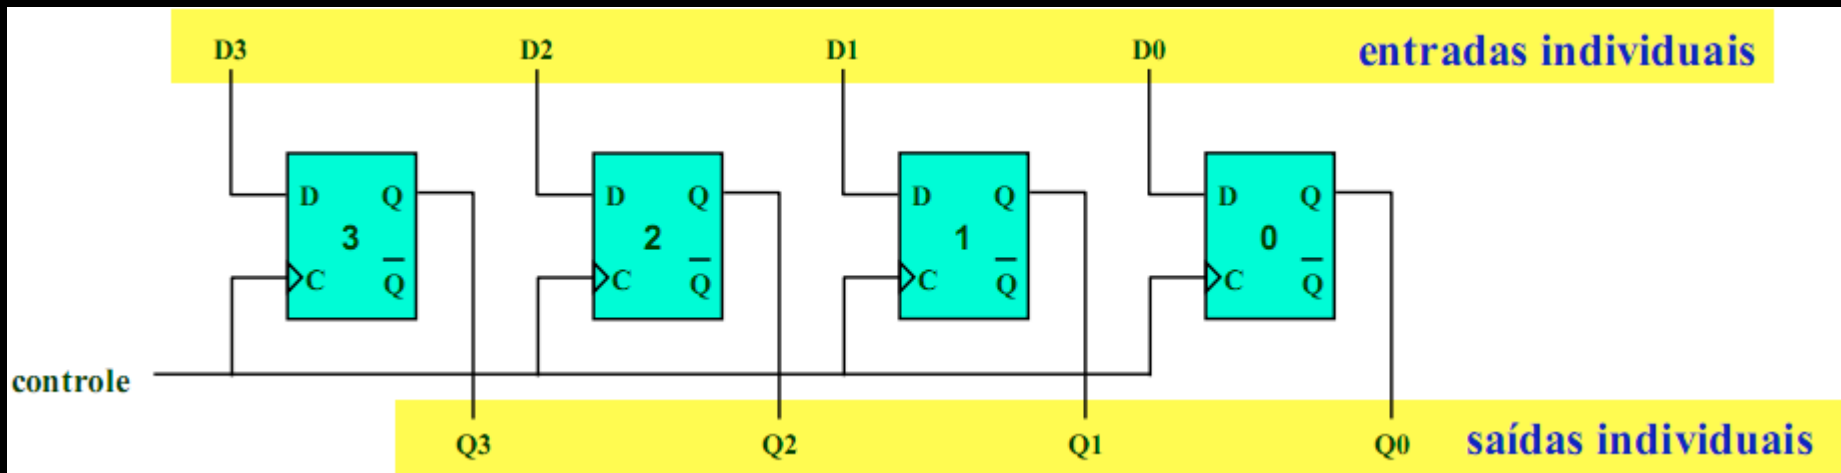 D3 D2 D1 D0 entradas individuais
D Q D Q D Q D Q
3 2 1 0
C Q̅ C Q̅ C Q̅ C Q̅
controle
Q3 Q2 Q1 Q0 saídas individuais